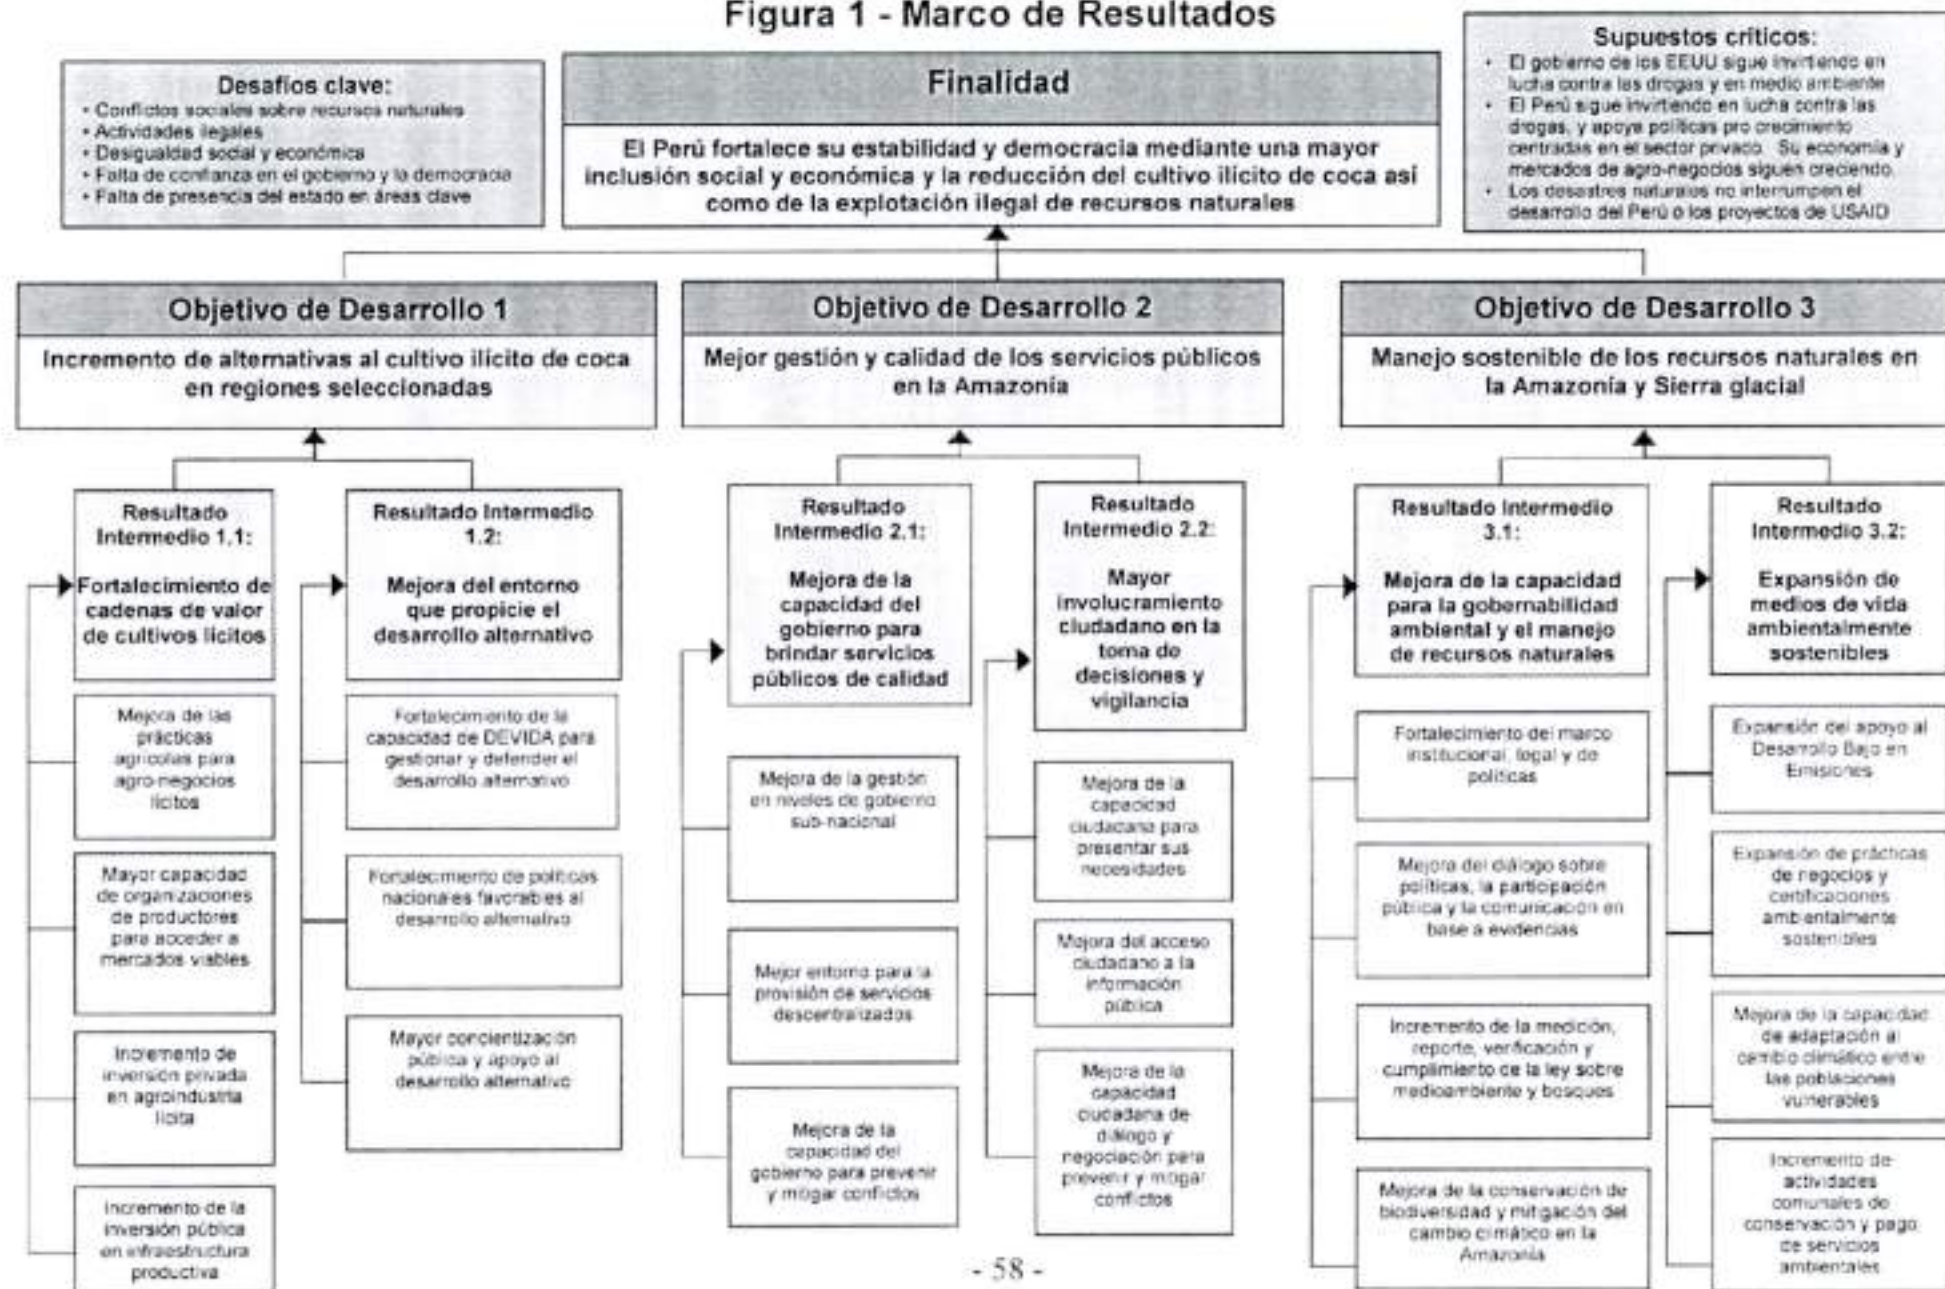 Figura 1 - Marco de Resultados
Desafíos clave:
• Conflictos sociales sobre recursos naturales
• Actividades ilegales
• Desigualdad social y económica
• Falta de confianza en el gobierno y la democracia
• Falta de presencia del estado en áreas clave
Finalidad
El Perú fortalece su estabilidad y democracia mediante una mayor
inclusión social y económica y la reducción del cultivo ilícito de coca así
como de la explotación ilegal de recursos naturales
Supuestos críticos:
• El gobierno de los EEUU sigue invirtiendo en
lucha contra las drogas y en medio ambiente
• El Perú sigue invirtiendo en lucha contra las
drogas, y apoya políticas pro crecimiento
centradas en el sector privado. Su economía y
mercados de agro-negocios siguen creciendo.
• Los desastres naturales no interrumpen el
desarrollo del Perú o los proyectos de USAID
Objetivo de Desarrollo 1
Incremento de alternativas al cultivo ilícito de coca
en regiones seleccionadas
Objetivo de Desarrollo 2
Mejor gestión y calidad de los servicios públicos
en la Amazonía
Objetivo de Desarrollo 3
Manejo sostenible de los recursos naturales en
la Amazonía y Sierra glacial
Resultado
Intermedio 1.1:
Fortalecimiento de
cadenas de valor
de cultivos lícitos
Mejora de las
prácticas
agrícolas para
agro-negocios
lícitos
Mayor capacidad
de organizaciones
de productores
para acceder a
mercados viables
Incremento de
inversión privada
en agroindustria
lícita
Incremento de la
inversión pública
en infraestructura
productiva
Resultado Intermedio
1.2:
Mejora del entorno
que propicie el
desarrollo alternativo
Fortalecimiento de la
capacidad de DEVIDA para
gestionar y defender el
desarrollo alternativo
Fortalecimiento de políticas
nacionales favorables al
desarrollo alternativo
Mayor concientización
pública y apoyo al
desarrollo alternativo
Resultado
Intermedio 2.1:
Mejora de la
capacidad del
gobierno para
brindar servicios
públicos de calidad
Mejora de la gestión
en niveles de gobierno
sub-nacional
Mejor entorno para la
provisión de servicios
descentralizados
Mejora de la
capacidad del
gobierno para prevenir
y mitigar conflictos
Resultado
Intermedio 2.2:
Mayor
involucramiento
ciudadano en la
toma de
decisiones y
vigilancia
Mejora de la
capacidad
ciudadana para
presentar sus
necesidades
Mejora del acceso
ciudadano a la
información
pública
Mejora de la
capacidad
ciudadana de
diálogo y
negociación para
prevenir y mitigar
conflictos
Resultado Intermedio
3.1:
Mejora de la capacidad
para la gobernabilidad
ambiental y el manejo
de recursos naturales
Fortalecimiento del marco
institucional, legal y de
políticas
Mejora del diálogo sobre
políticas, la participación
pública y la comunicación en
base a evidencias
Incremento de la medición,
reporte, verificación y
cumplimiento de la ley sobre
medioambiente y bosques
Mejora de la conservación de
biodiversidad y mitigación del
cambio climático en la
Amazonía
Resultado
Intermedio 3.2:
Expansión de
medios de vida
ambientalmente
sostenibles
Expansión del apoyo al
Desarrollo Bajo en
Emisiones
Expansión de prácticas
de negocios y
certificaciones
ambientalmente
sostenibles
Mejora de la capacidad
de adaptación al
cambio climático entre
las poblaciones
vulnerables
Incremento de
actividades
comunales de
conservación y pago
de servicios
ambientales
- 58 -